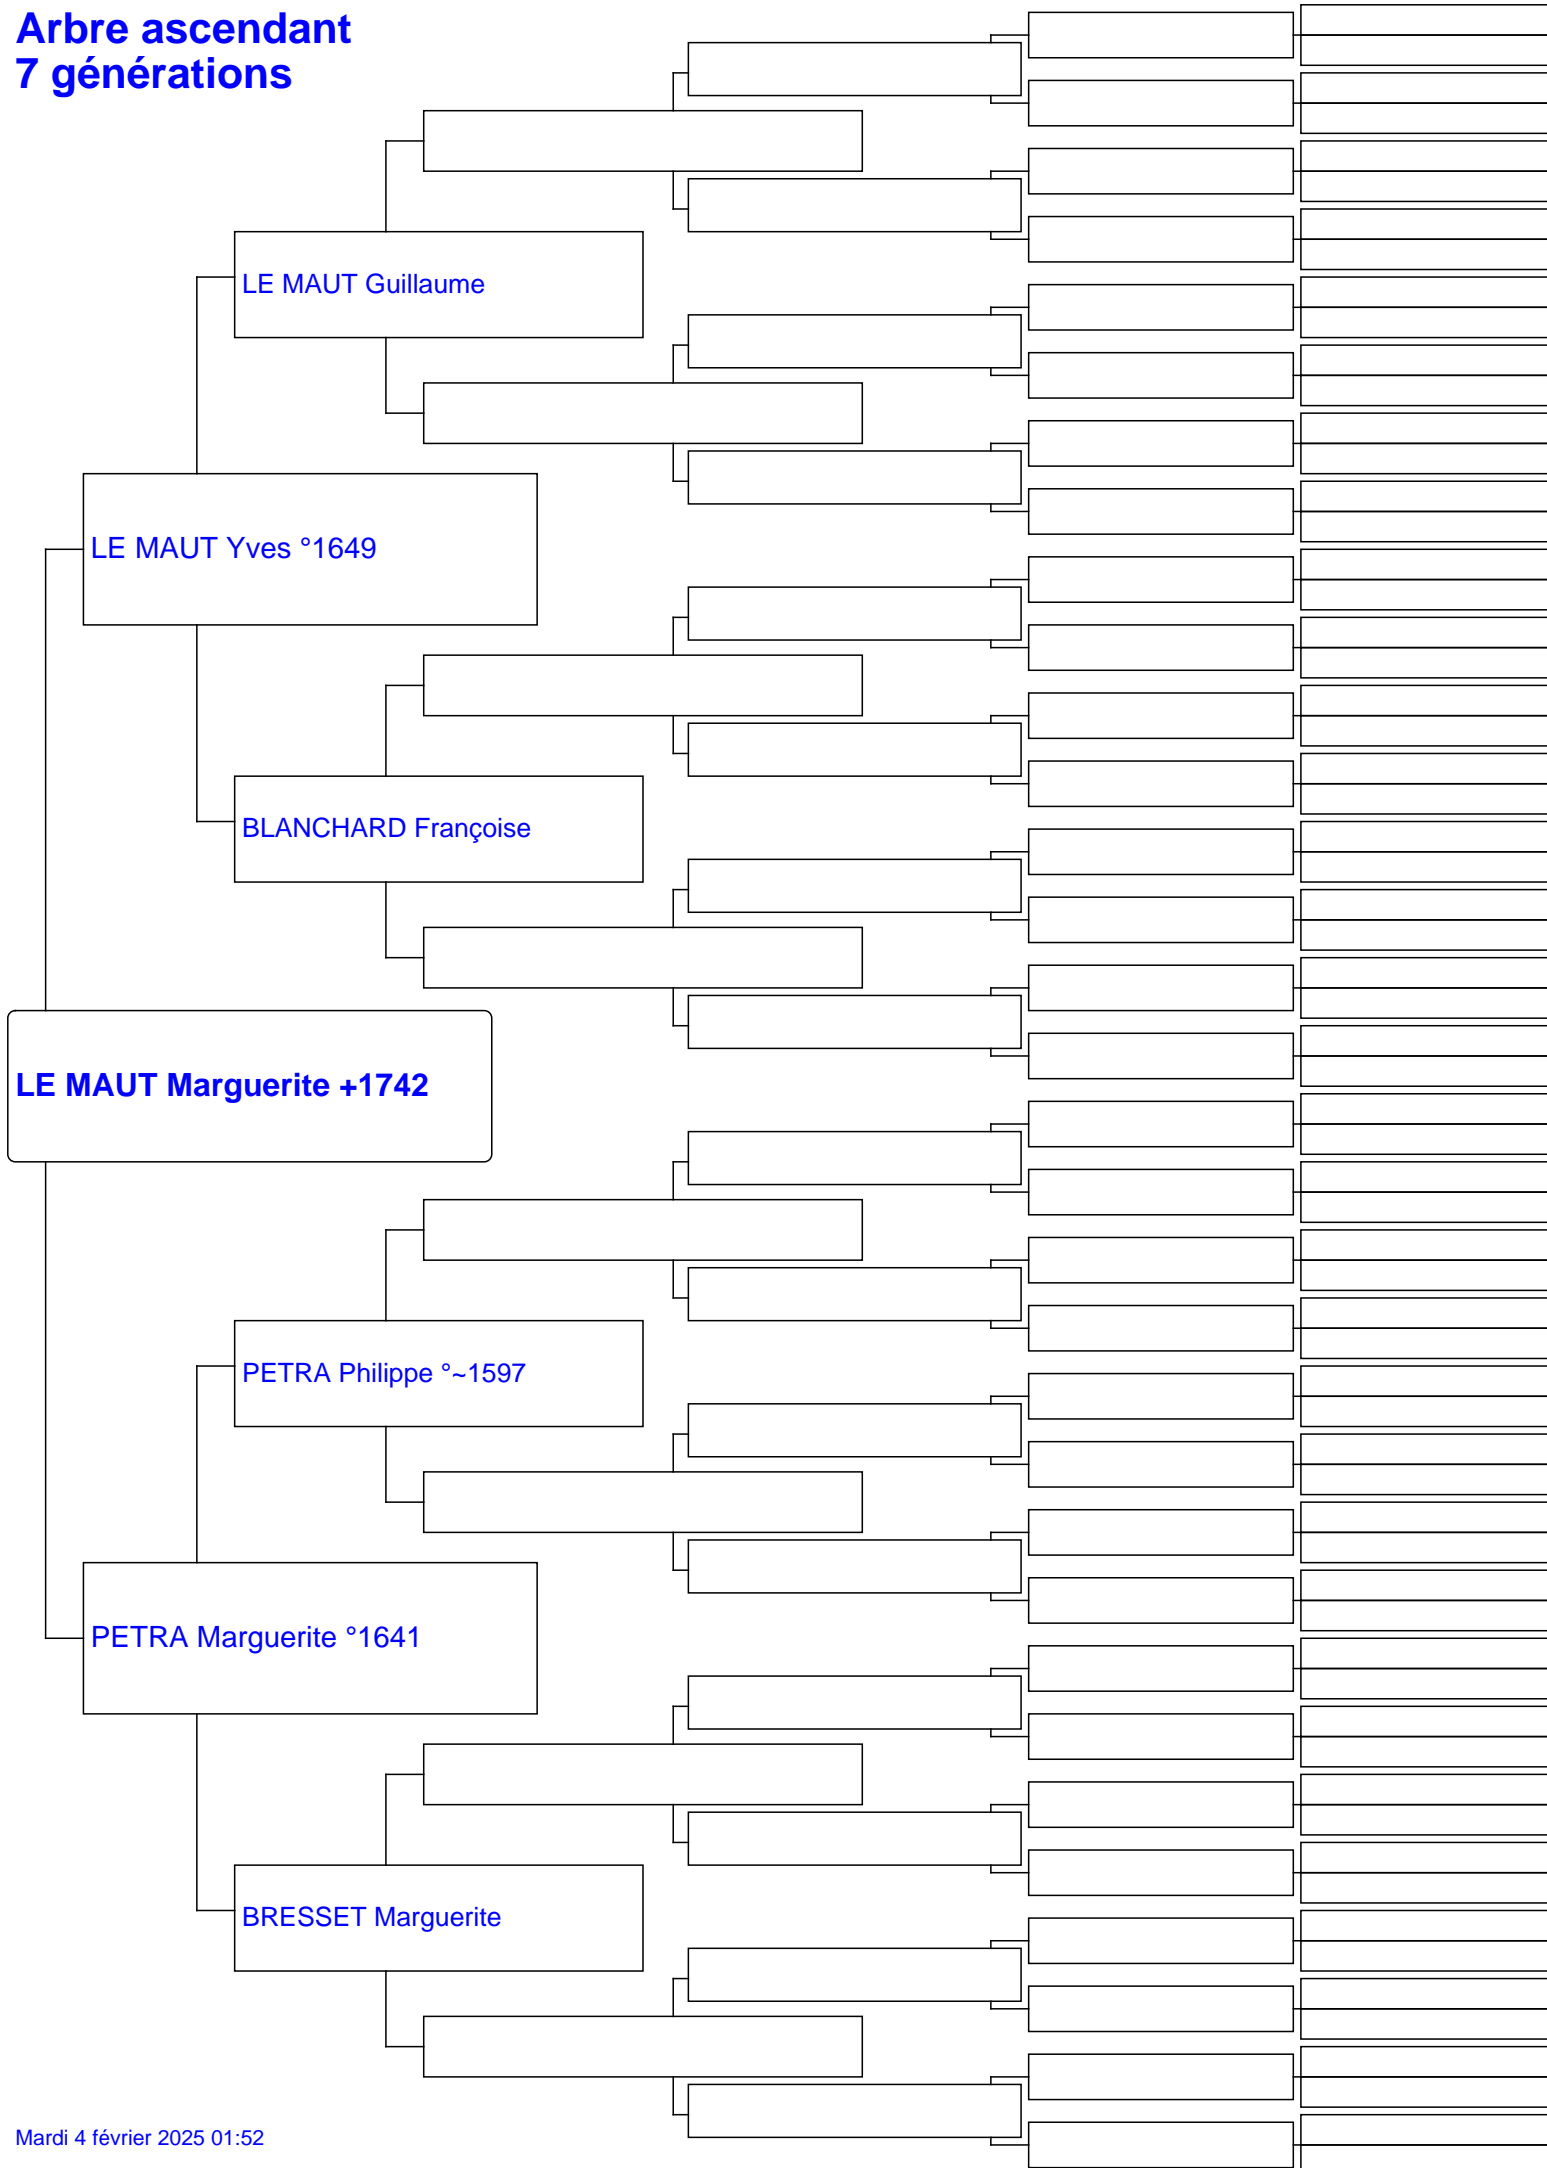 Arbre ascendant
7 générations
LE MAUT Guillaume
LE MAUT Yves °1649
BLANCHARD Françoise
LE MAUT Marguerite +1742
PETRA Philippe °~1597
PETRA Marguerite °1641
BRESSET Marguerite
Mardi 4 février 2025 01:52